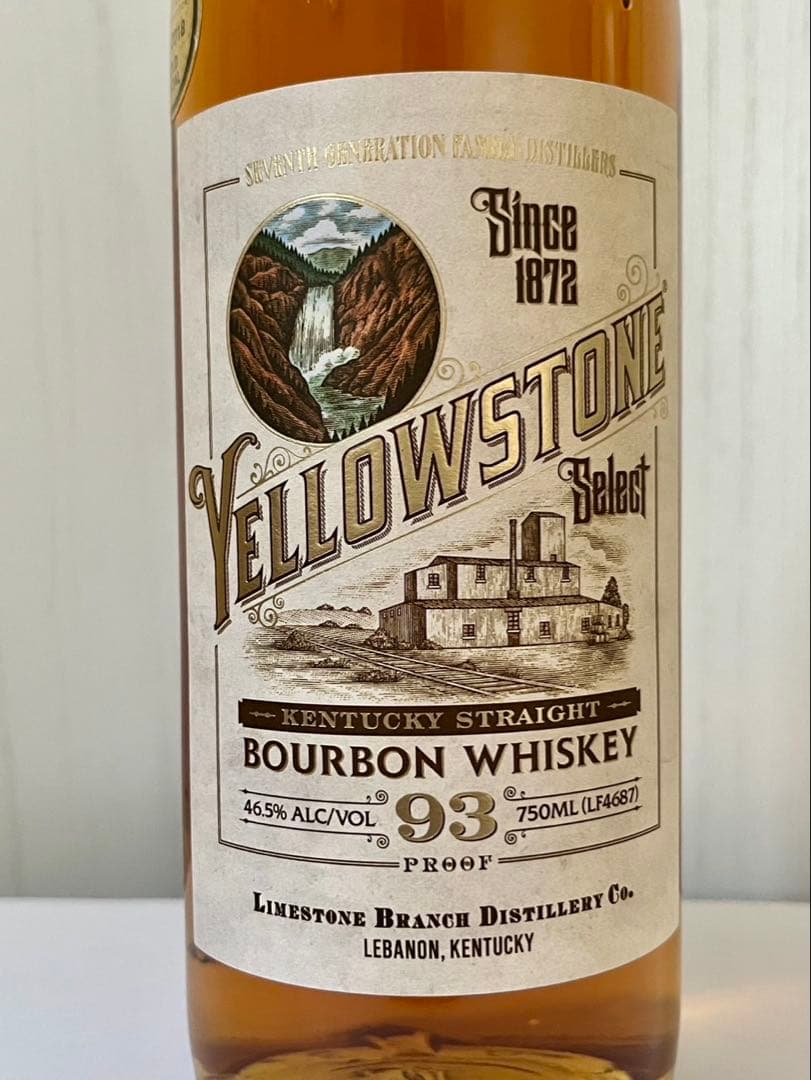 SEVENTH GENERATION FAMILY DISTILLERS
Since
1872
YELLOWSTONE®
Select
KENTUCKY STRAIGHT
BOURBON WHISKEY
46.5% ALC/VOL 93 750ML (LF4687)
PROOF
LIMESTONE BRANCH DISTILLERY CO.
LEBANON, KENTUCKY